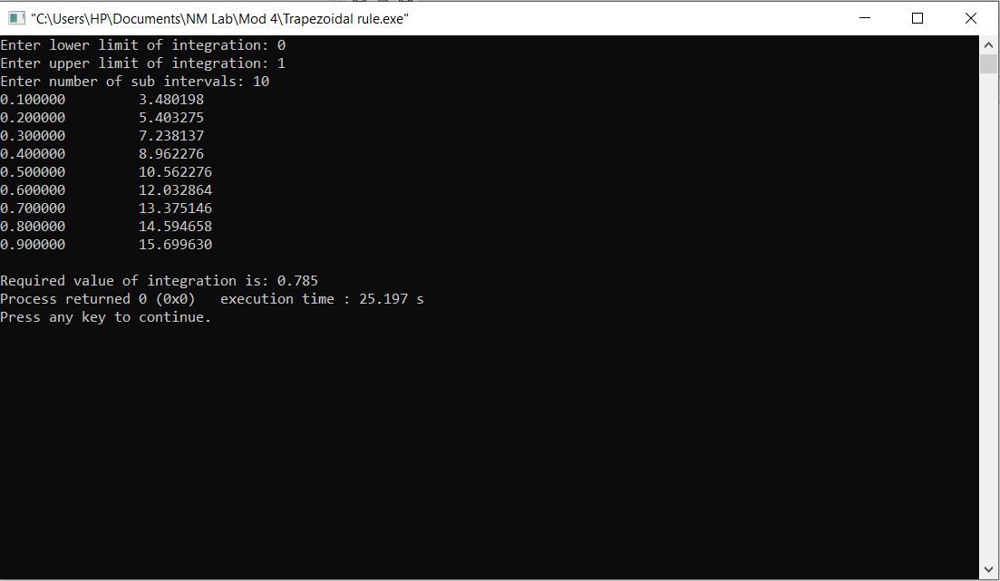 "C:\Users\HP\Documents\NM Lab\Mod 4\Trapezoidal rule.exe"
Enter lower limit of integration: 0
Enter upper limit of integration: 1
Enter number of sub intervals: 10
0.100000         3.480198
0.200000         5.403275
0.300000         7.238137
0.400000         8.962276
0.500000         10.562276
0.600000         12.032864
0.700000         13.375146
0.800000         14.594658
0.900000         15.699630
Required value of integration is: 0.785
Process returned 0 (0x0)   execution time : 25.197 s
Press any key to continue.